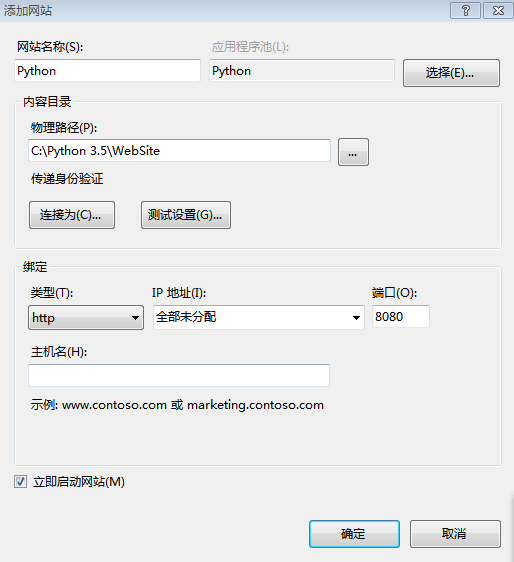 添加网站
网站名称(S): 应用程序池(L):
Python Python 选择(E)...
内容目录
物理路径(P):
C:\Python 3.5\WebSite ...
传递身份验证
连接为(C)... 测试设置(G)...
绑定
类型(T): IP 地址(I): 端口(O):
http 全部未分配 8080
主机名(H):
示例: www.contoso.com 或 marketing.contoso.com
立即启动网站(M)
确定 取消